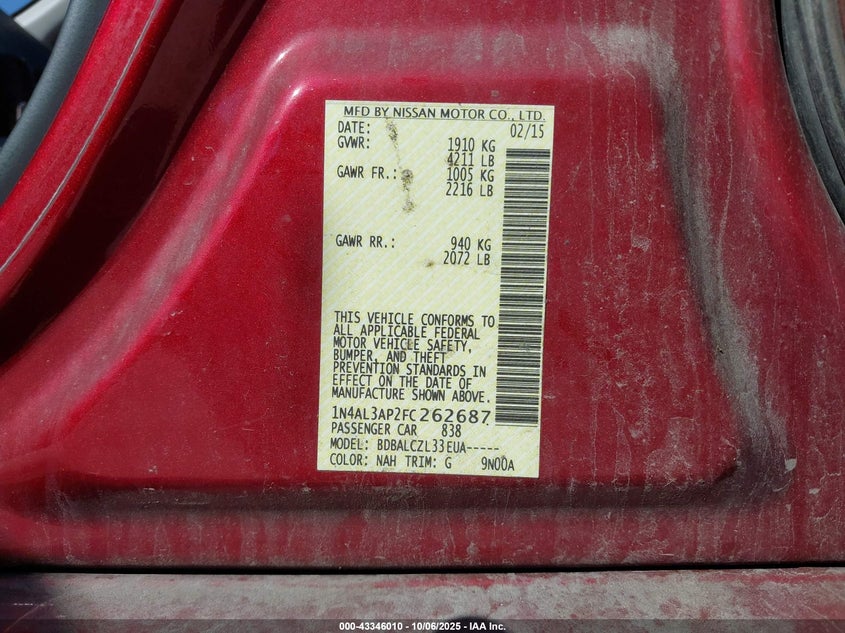 MFD BY NISSAN MOTOR CO., LTD.
DATE: 02/15
GVWR: 1910 KG
4211 LB
GAWR FR.: 1005 KG
2216 LB
GAWR RR.: 940 KG
2072 LB
THIS VEHICLE CONFORMS TO
ALL APPLICABLE FEDERAL
MOTOR VEHICLE SAFETY,
BUMPER, AND THEFT
PREVENTION STANDARDS IN
EFFECT ON THE DATE OF
MANUFACTURE SHOWN ABOVE.
1N4AL3AP2FC262687
PASSENGER CAR 838
MODEL: BDBALCZL33EUA-----
COLOR: NAH TRIM: G 9N00A
000-43346010 - 10/06/2025 - IAA Inc.